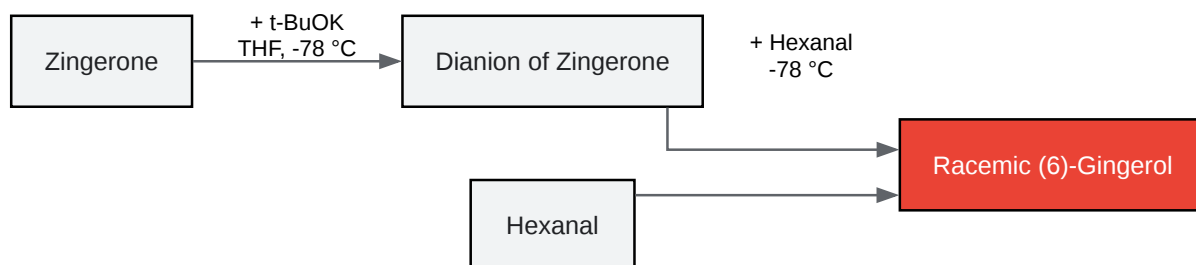 + t-BuOK
THF, -78 °C
Zingerone
Dianion of Zingerone
+ Hexanal
-78 °C
Racemic (6)-Gingerol
Hexanal